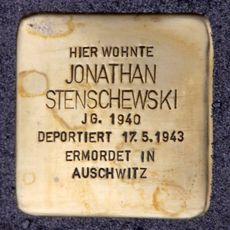 HIER WOHNTE
JONATHAN
STENSCHEWSKI
JG. 1940
DEPORTIERT 17.5.1943
ERMORDET IN
AUSCHWITZ